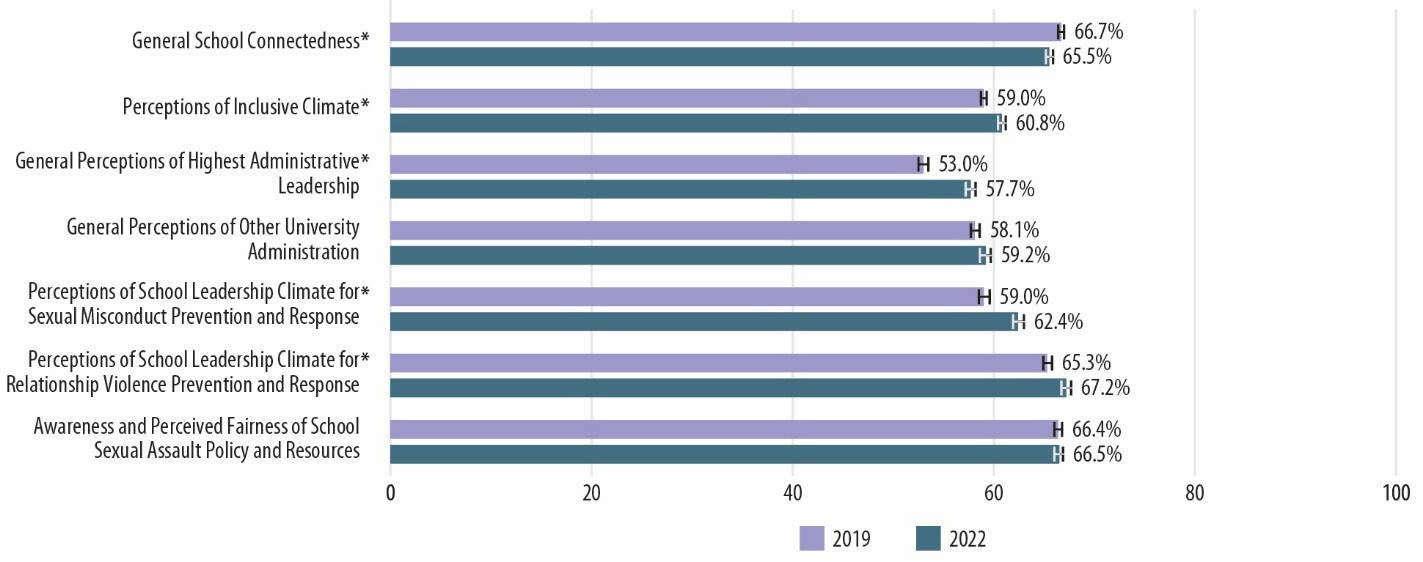 General School Connectedness*
66.7%
65.5%
Perceptions of Inclusive Climate*
59.0%
60.8%
General Perceptions of Highest Administrative*
Leadership
53.0%
57.7%
General Perceptions of Other University
Administration
58.1%
59.2%
Perceptions of School Leadership Climate for*
Sexual Misconduct Prevention and Response
59.0%
62.4%
Perceptions of School Leadership Climate for*
Relationship Violence Prevention and Response
65.3%
67.2%
Awareness and Perceived Fairness of School
Sexual Assault Policy and Resources
66.4%
66.5%
0 20 40 60 80 100
2019 2022